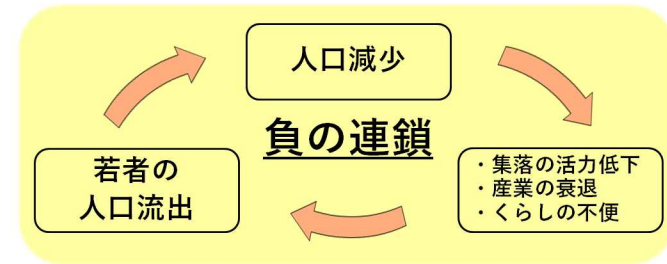 人口減少
負の連鎖
若者の
人口流出
・集落の活力低下
・産業の衰退
・くらしの不便